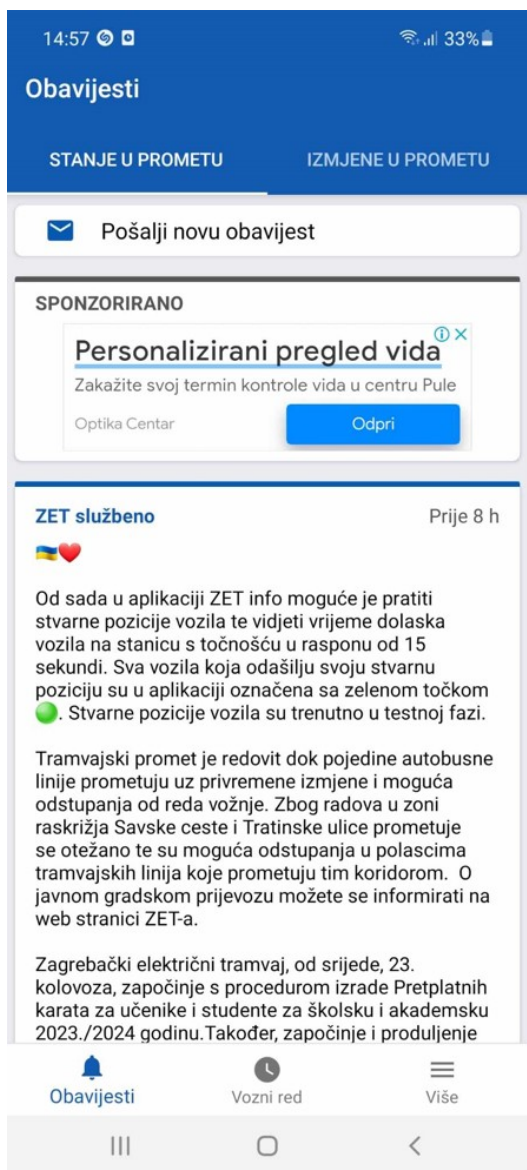 14:57
33%
Obavijesti
STANJE U PROMETU
IZMJENE U PROMETU
Pošalji novu obavijest
SPONZORIRANO
Personalizirani pregled vida
Zakažite svoj termin kontrole vida u centru Pule
Optika Centar
Odpri
ZET službeno
Prije 8 h
🇺🇦❤️
Od sada u aplikaciji ZET info moguće je pratiti
stvarne pozicije vozila te vidjeti vrijeme dolaska
vozila na stanicu s točnošću u rasponu od 15
sekundi. Sva vozila koja odašilju svoju stvarnu
poziciju su u aplikaciji označena sa zelenom točkom
🟢. Stvarne pozicije vozila su trenutno u testnoj fazi.
Tramvajski promet je redovit dok pojedine autobusne
linije prometuju uz privremene izmjene i moguća
odstupanja od reda vožnje. Zbog radova u zoni
raskrižja Savske ceste i Tratinske ulice prometuje
se otežano te su moguća odstupanja u polascima
tramvajskih linija koje prometuju tim koridorom.  O
javnom gradskom prijevozu možete se informirati na
web stranici ZET-a.
Zagrebački električni tramvaj, od srijede, 23.
kolovoza, započinje s procedurom izrade Pretplatnih
karata za učenike i studente za školsku i akademsku
2023./2024 godinu.Također, započinje i produljenje
Obavijesti
Vozni red
Više